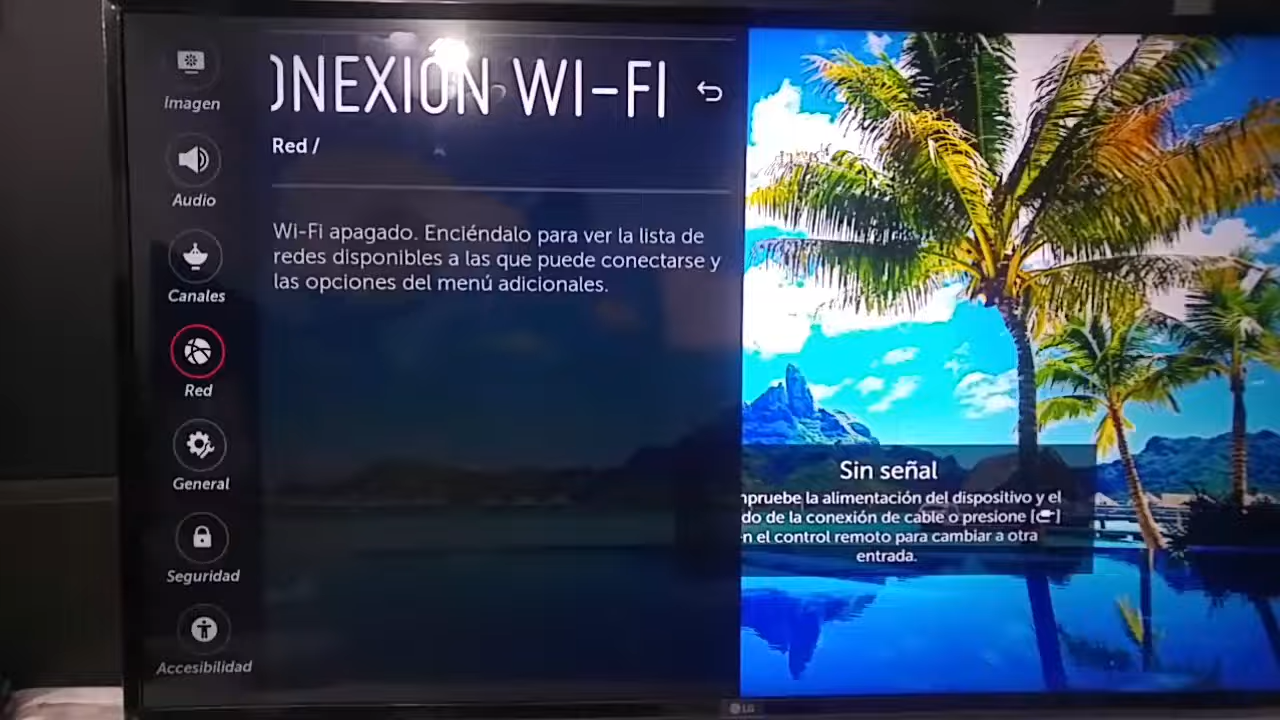 Imagen
Audio
Canales
Red
General
Seguridad
Accesibilidad
ONEXIÓN WI-FI
Red /
Wi-Fi apagado. Enciéndalo para ver la lista de
redes disponibles a las que puede conectarse y
las opciones del menú adicionales.
Sin señal
npruebe la alimentación del dispositivo y el
do de la conexión de cable o presione [ ]
n el control remoto para cambiar a otra
entrada.
LG